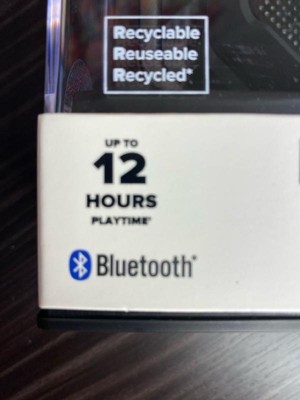 Recyclable
Reuseable
Recycled*
UP TO
12
HOURS
PLAYTIME*
Bluetooth®